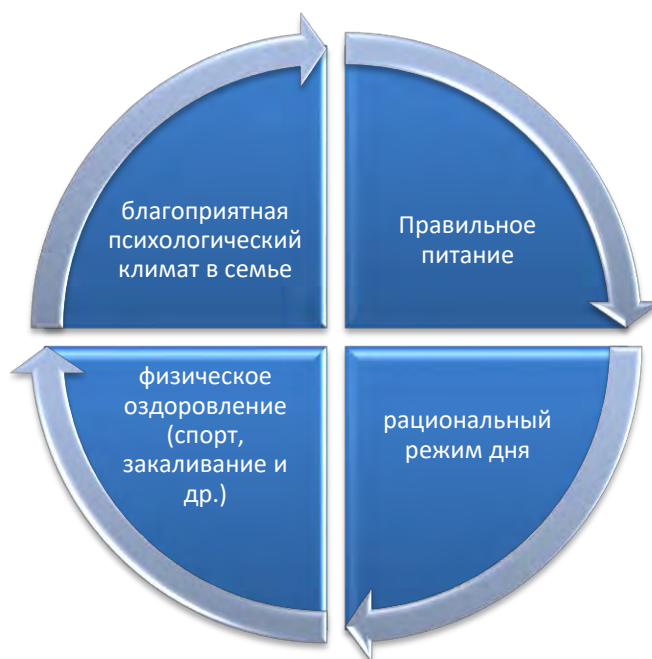 благоприятная
психологический
климат в семье
Правильное
питание
физическое
оздоровление
(спорт,
закаливание и
др.)
рациональный
режим дня